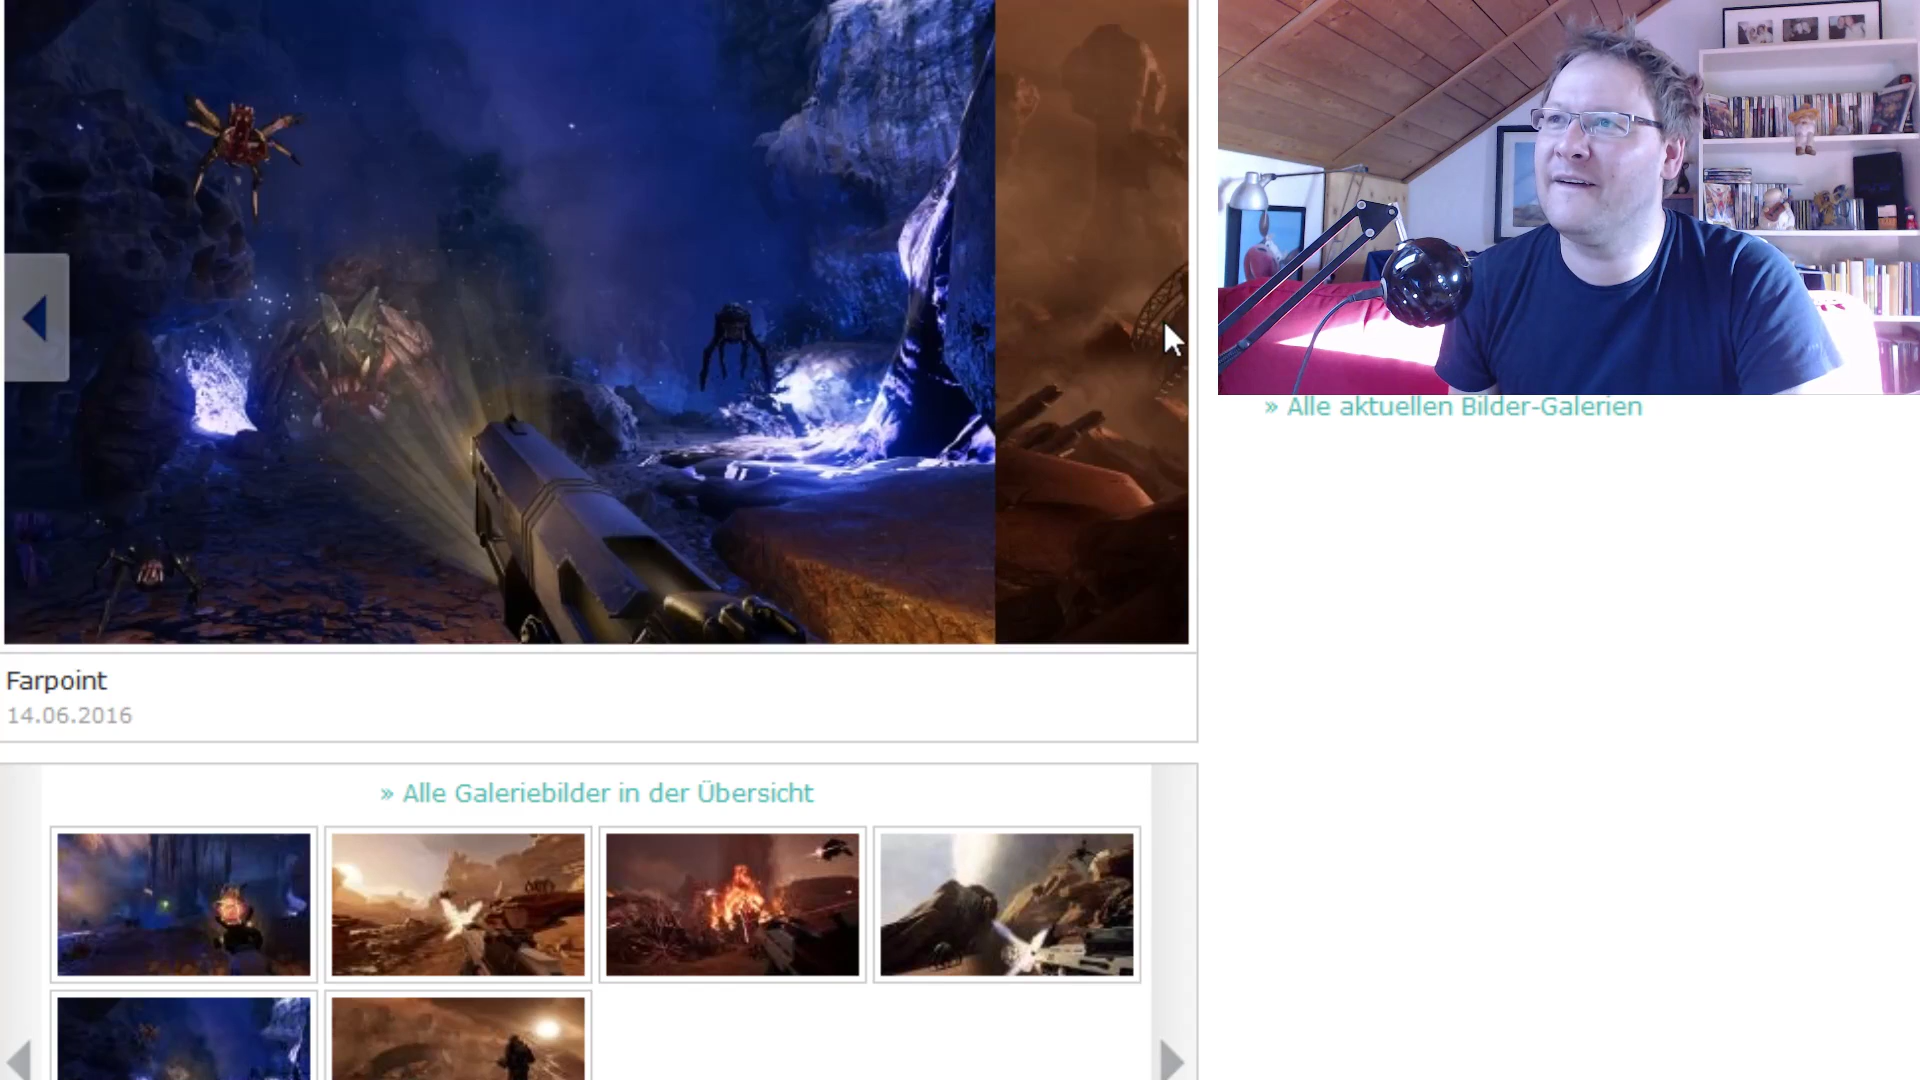 » Alle aktuellen Bilder-Galerien
Farpoint
14.06.2016
» Alle Galeriebilder in der Übersicht